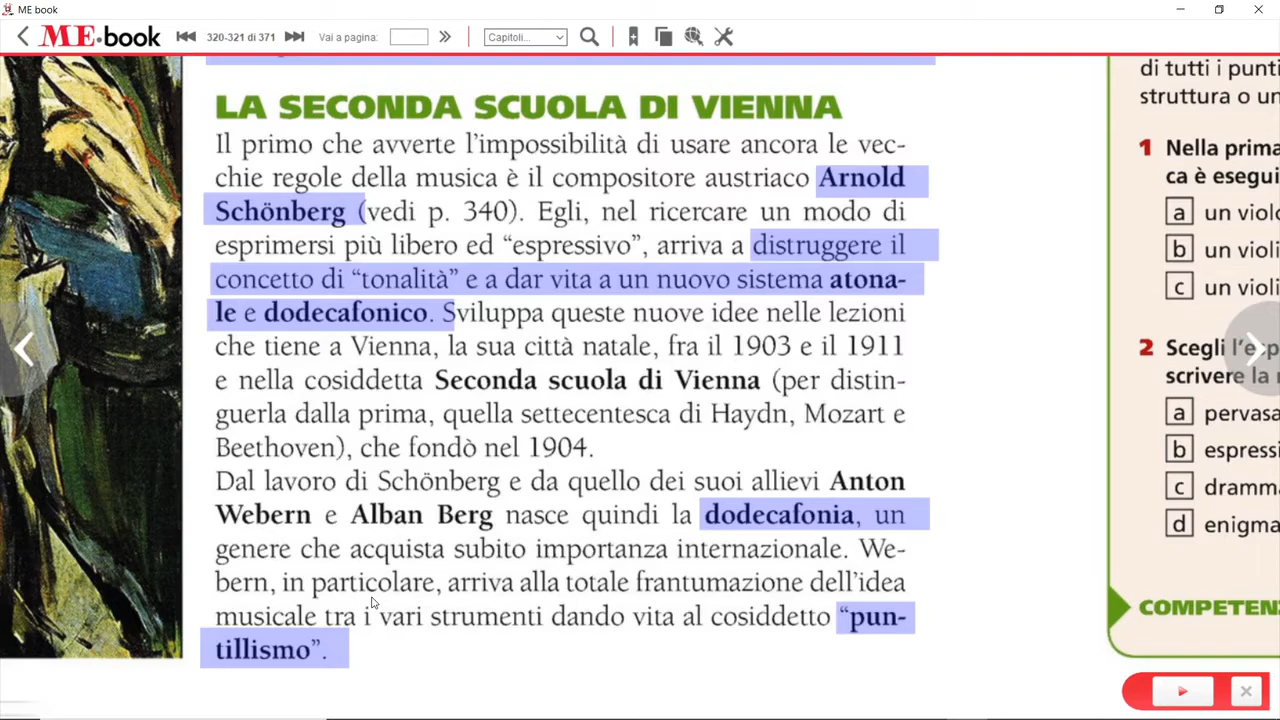 ME book
ME•book
320-321 di 371
Vai a pagina:
Capitoli...
LA SECONDA SCUOLA DI VIENNA
Il primo che avverte l'impossibilità di usare ancora le vec-
chie regole della musica è il compositore austriaco Arnold
Schönberg (vedi p. 340). Egli, nel ricercare un modo di
esprimersi più libero ed "espressivo", arriva a distruggere il
concetto di "tonalità" e a dar vita a un nuovo sistema atona-
le e dodecafonico. Sviluppa queste nuove idee nelle lezioni
che tiene a Vienna, la sua città natale, fra il 1903 e il 1911
e nella cosiddetta Seconda scuola di Vienna (per distin-
guerla dalla prima, quella settecentesca di Haydn, Mozart e
Beethoven), che fondò nel 1904.
Dal lavoro di Schönberg e da quello dei suoi allievi Anton
Webern e Alban Berg nasce quindi la dodecafonia, un
genere che acquista subito importanza internazionale. We-
bern, in particolare, arriva alla totale frantumazione dell'idea
musicale tra i vari strumenti dando vita al cosiddetto "pun-
tillismo".
di tutti i punti
struttura o un
1 Nella prima
ca è esegui
a un violo
b un violi
c un violi
2 Scegli l'esp
scrivere la
a pervasa
b espressi
c dramma
d enigma
COMPETEN